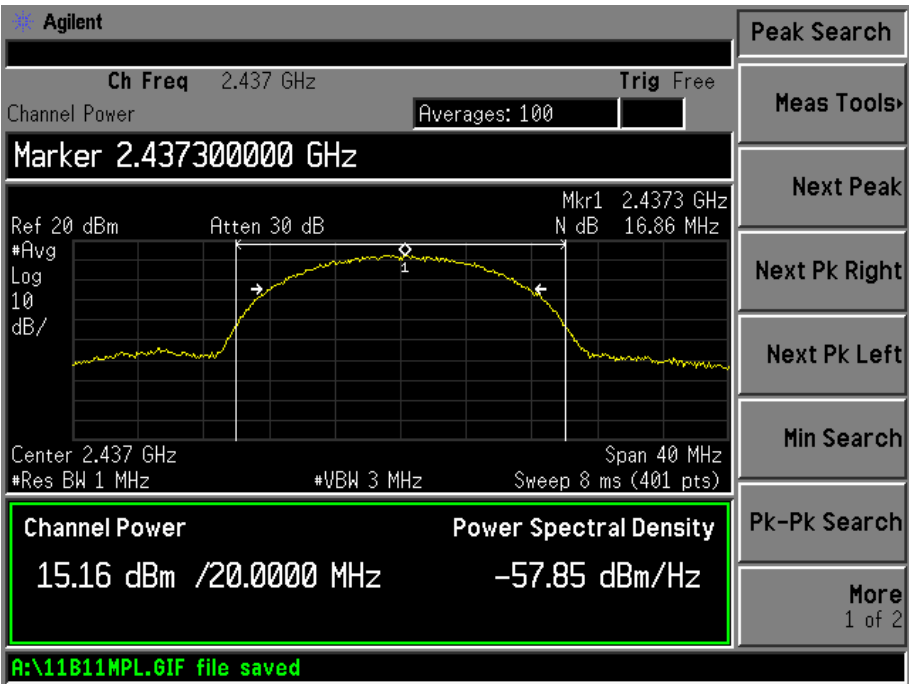 Agilent
Peak Search
Ch Freq 2.437 GHz Trig Free
Channel Power Averages: 100
Meas Tools
Marker 2.437300000 GHz
Next Peak
Mkr1 2.4373 GHz
Ref 20 dBm Atten 30 dB N dB 16.86 MHz
#Avg
Log
10
dB/
1
Next Pk Right
Next Pk Left
Min Search
Center 2.437 GHz Span 40 MHz
#Res BW 1 MHz #VBW 3 MHz Sweep 8 ms (401 pts)
Channel Power Power Spectral Density
15.16 dBm /20.0000 MHz -57.85 dBm/Hz
Pk-Pk Search
More
1 of 2
A:\11B11MPL.GIF file saved